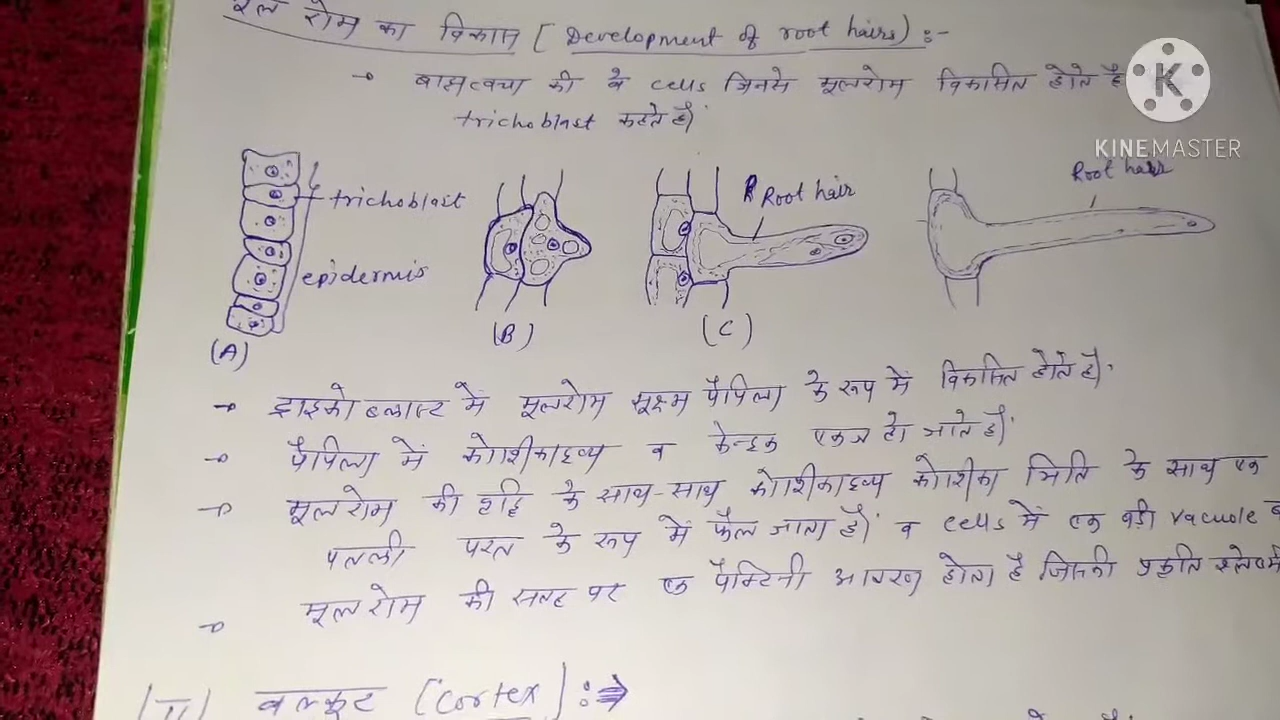 मूल रोम का विकास (Development of root hairs) :-
→ बाह्यत्वचा की वे cells जिनसे मूलरोम विकसित होते है
trichoblast कहते है।
K
KINEMASTER
trichoblast
epidermis
(A)
(B)
Root hair
(C)
Root hair
→ ट्राइकोब्लास्ट में मूलरोम सूक्ष्म पैपिला के रूप में विकसित होते है।
→ पैपिला में कोशिकाद्रव्य व केन्द्रक एकत्र हो जाते है।
→ मूलरोम की वृद्धि के साथ-साथ कोशिकाद्रव्य कोशिका भित्ति के साथ एक
पतली परत के रूप में फैल जाता है। व cells में एक बड़ी vacuole
→ मूलरोम की सतह पर एक पैक्टिनी आवरण होता है जिसकी प्रकृति
(II) वल्कुट (Cortex) :→